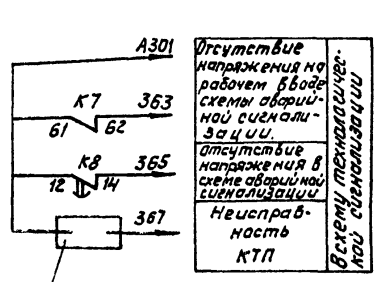 А301
К7
363
61
62
К8
365
12
14
367
Отсутствие
напряжения на
рабочем вводе
схемы аварий-
ной сигнали-
зации.
Отсутствие
напряжения в
схеме аварийной
сигнализации
Неисправ-
ность
КТП
В схему технологичес-
кой сигнализации